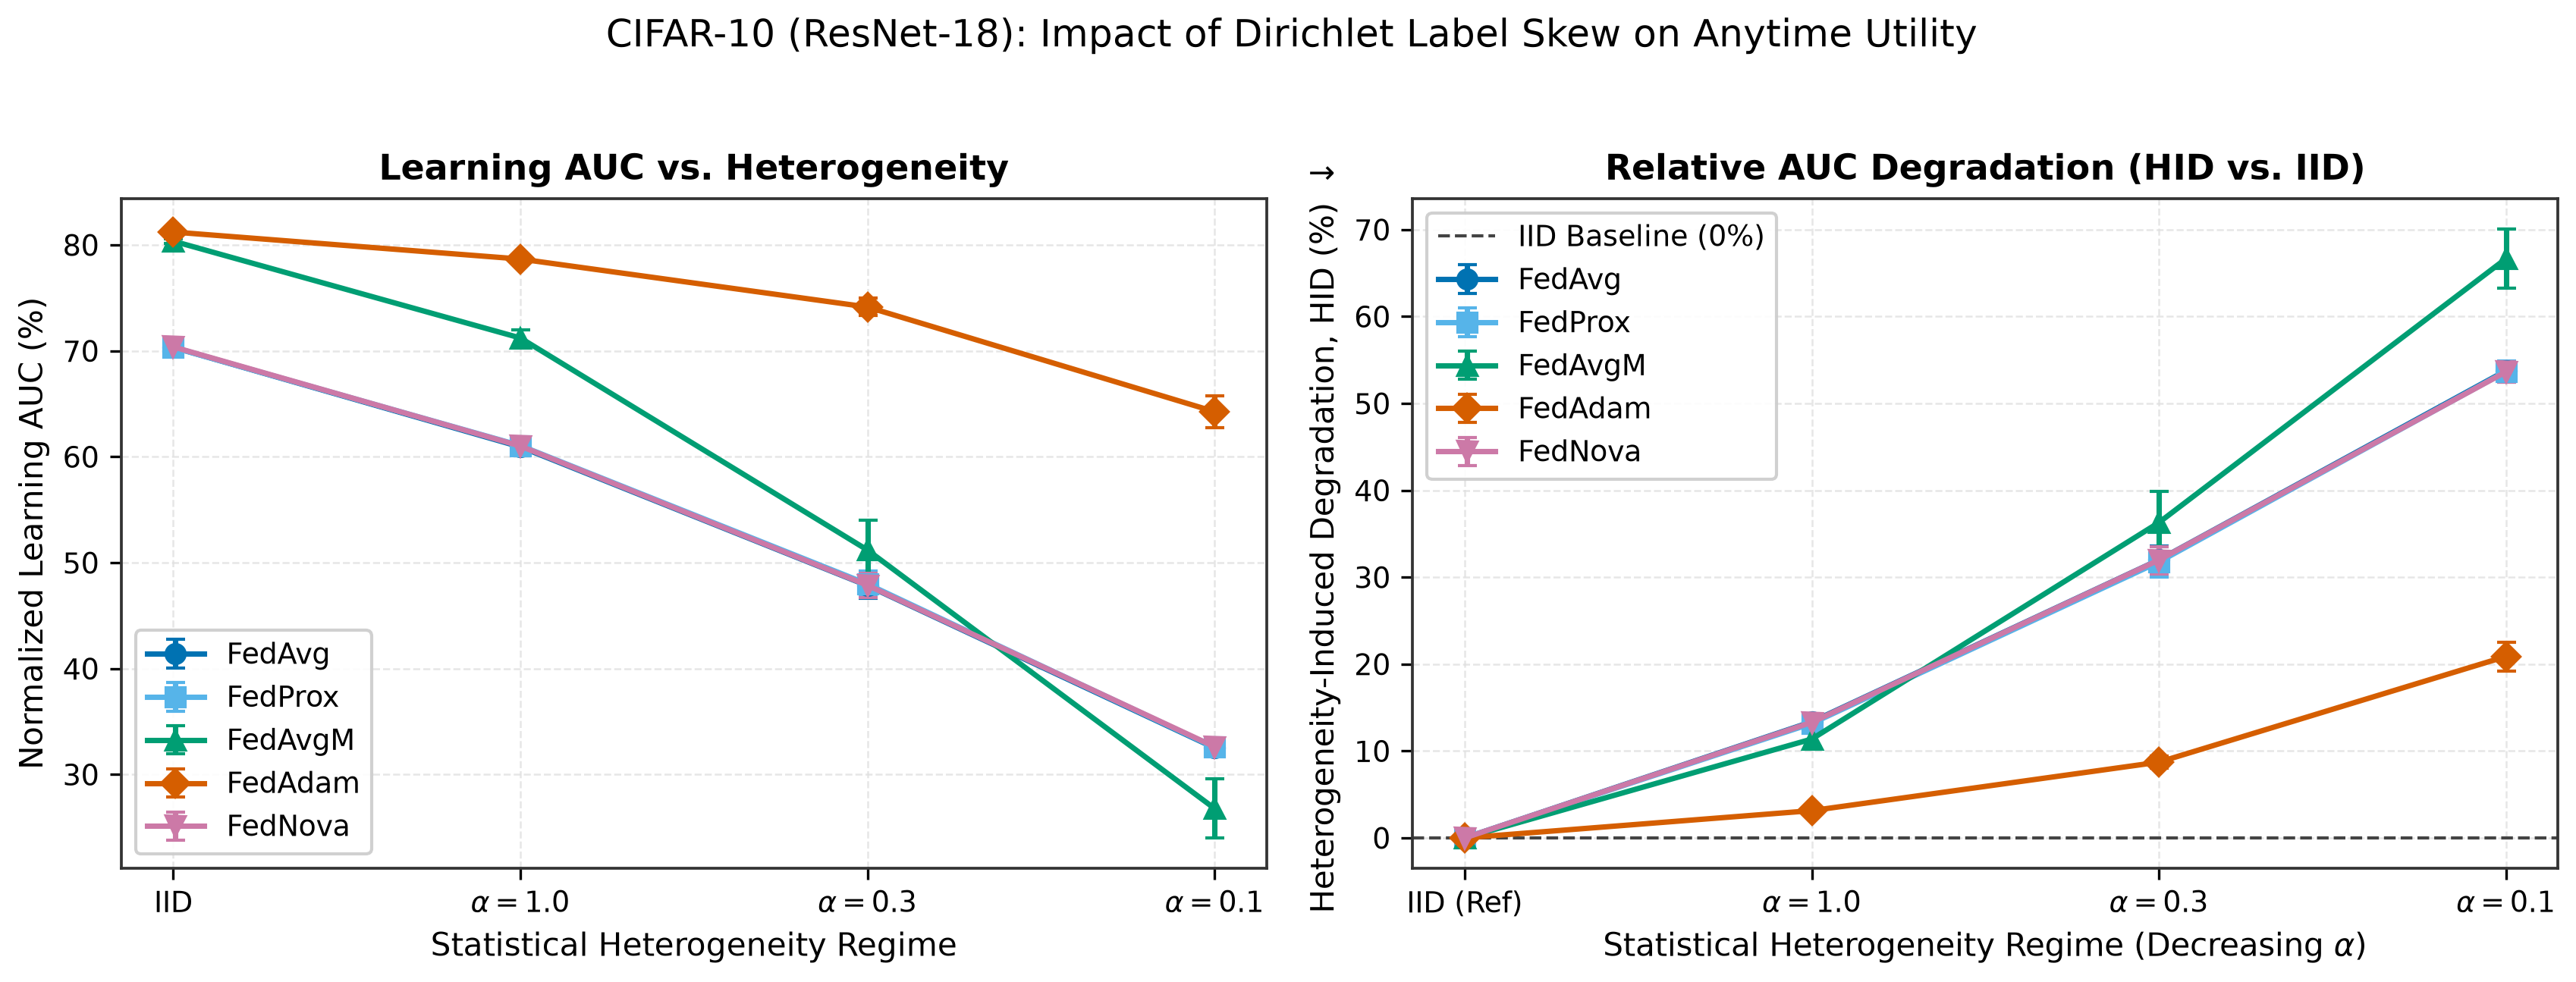 CIFAR-10 (ResNet-18): Impact of Dirichlet Label Skew on Anytime Utility
Learning AUC vs. Heterogeneity
Normalized Learning AUC (%)
80
70
60
50
40
30
FedAvg
FedProx
FedAvgM
FedAdam
FedNova
IID
α = 1.0
α = 0.3
α = 0.1
Statistical Heterogeneity Regime
Relative AUC Degradation (HID vs. IID)
Heterogeneity-Induced Degradation, HID (%) →
70
60
50
40
30
20
10
0
IID Baseline (0%)
FedAvg
FedProx
FedAvgM
FedAdam
FedNova
IID (Ref)
α = 1.0
α = 0.3
α = 0.1
Statistical Heterogeneity Regime (Decreasing α)